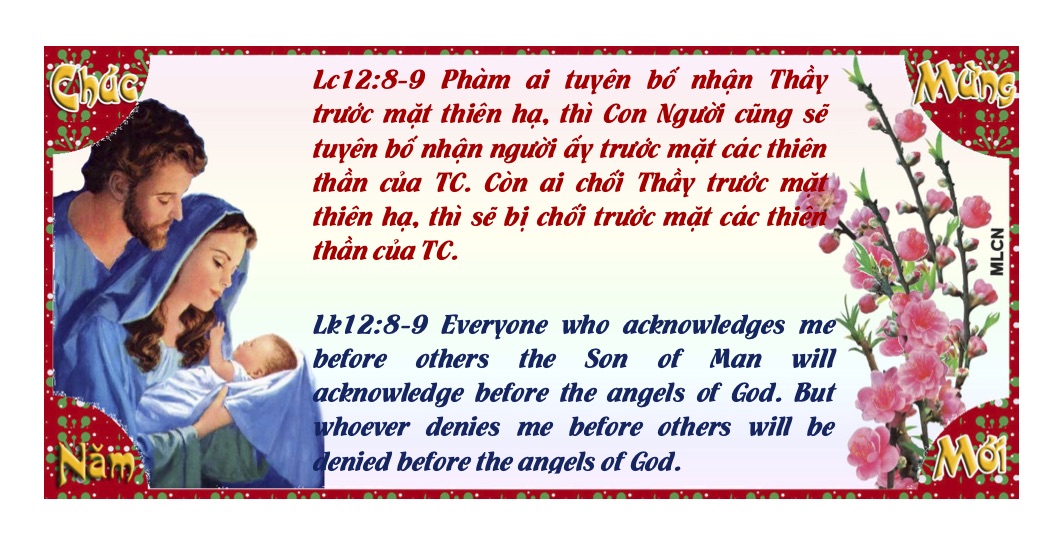 Chúc
Mừng
Lc12:8-9 Phàm ai tuyên bố nhận Thầy
trước mặt thiên hạ, thì Con Người cũng sẽ
tuyên bố nhận người ấy trước mặt các thiên
thần của TC. Còn ai chối Thầy trước mặt
thiên hạ, thì sẽ bị chối trước mặt các thiên
thần của TC.
MLCN
Lk12:8-9 Everyone who acknowledges me
before others the Son of Man will
acknowledge before the angels of God. But
whoever denies me before others will be
denied before the angels of God.
Năm
Mới